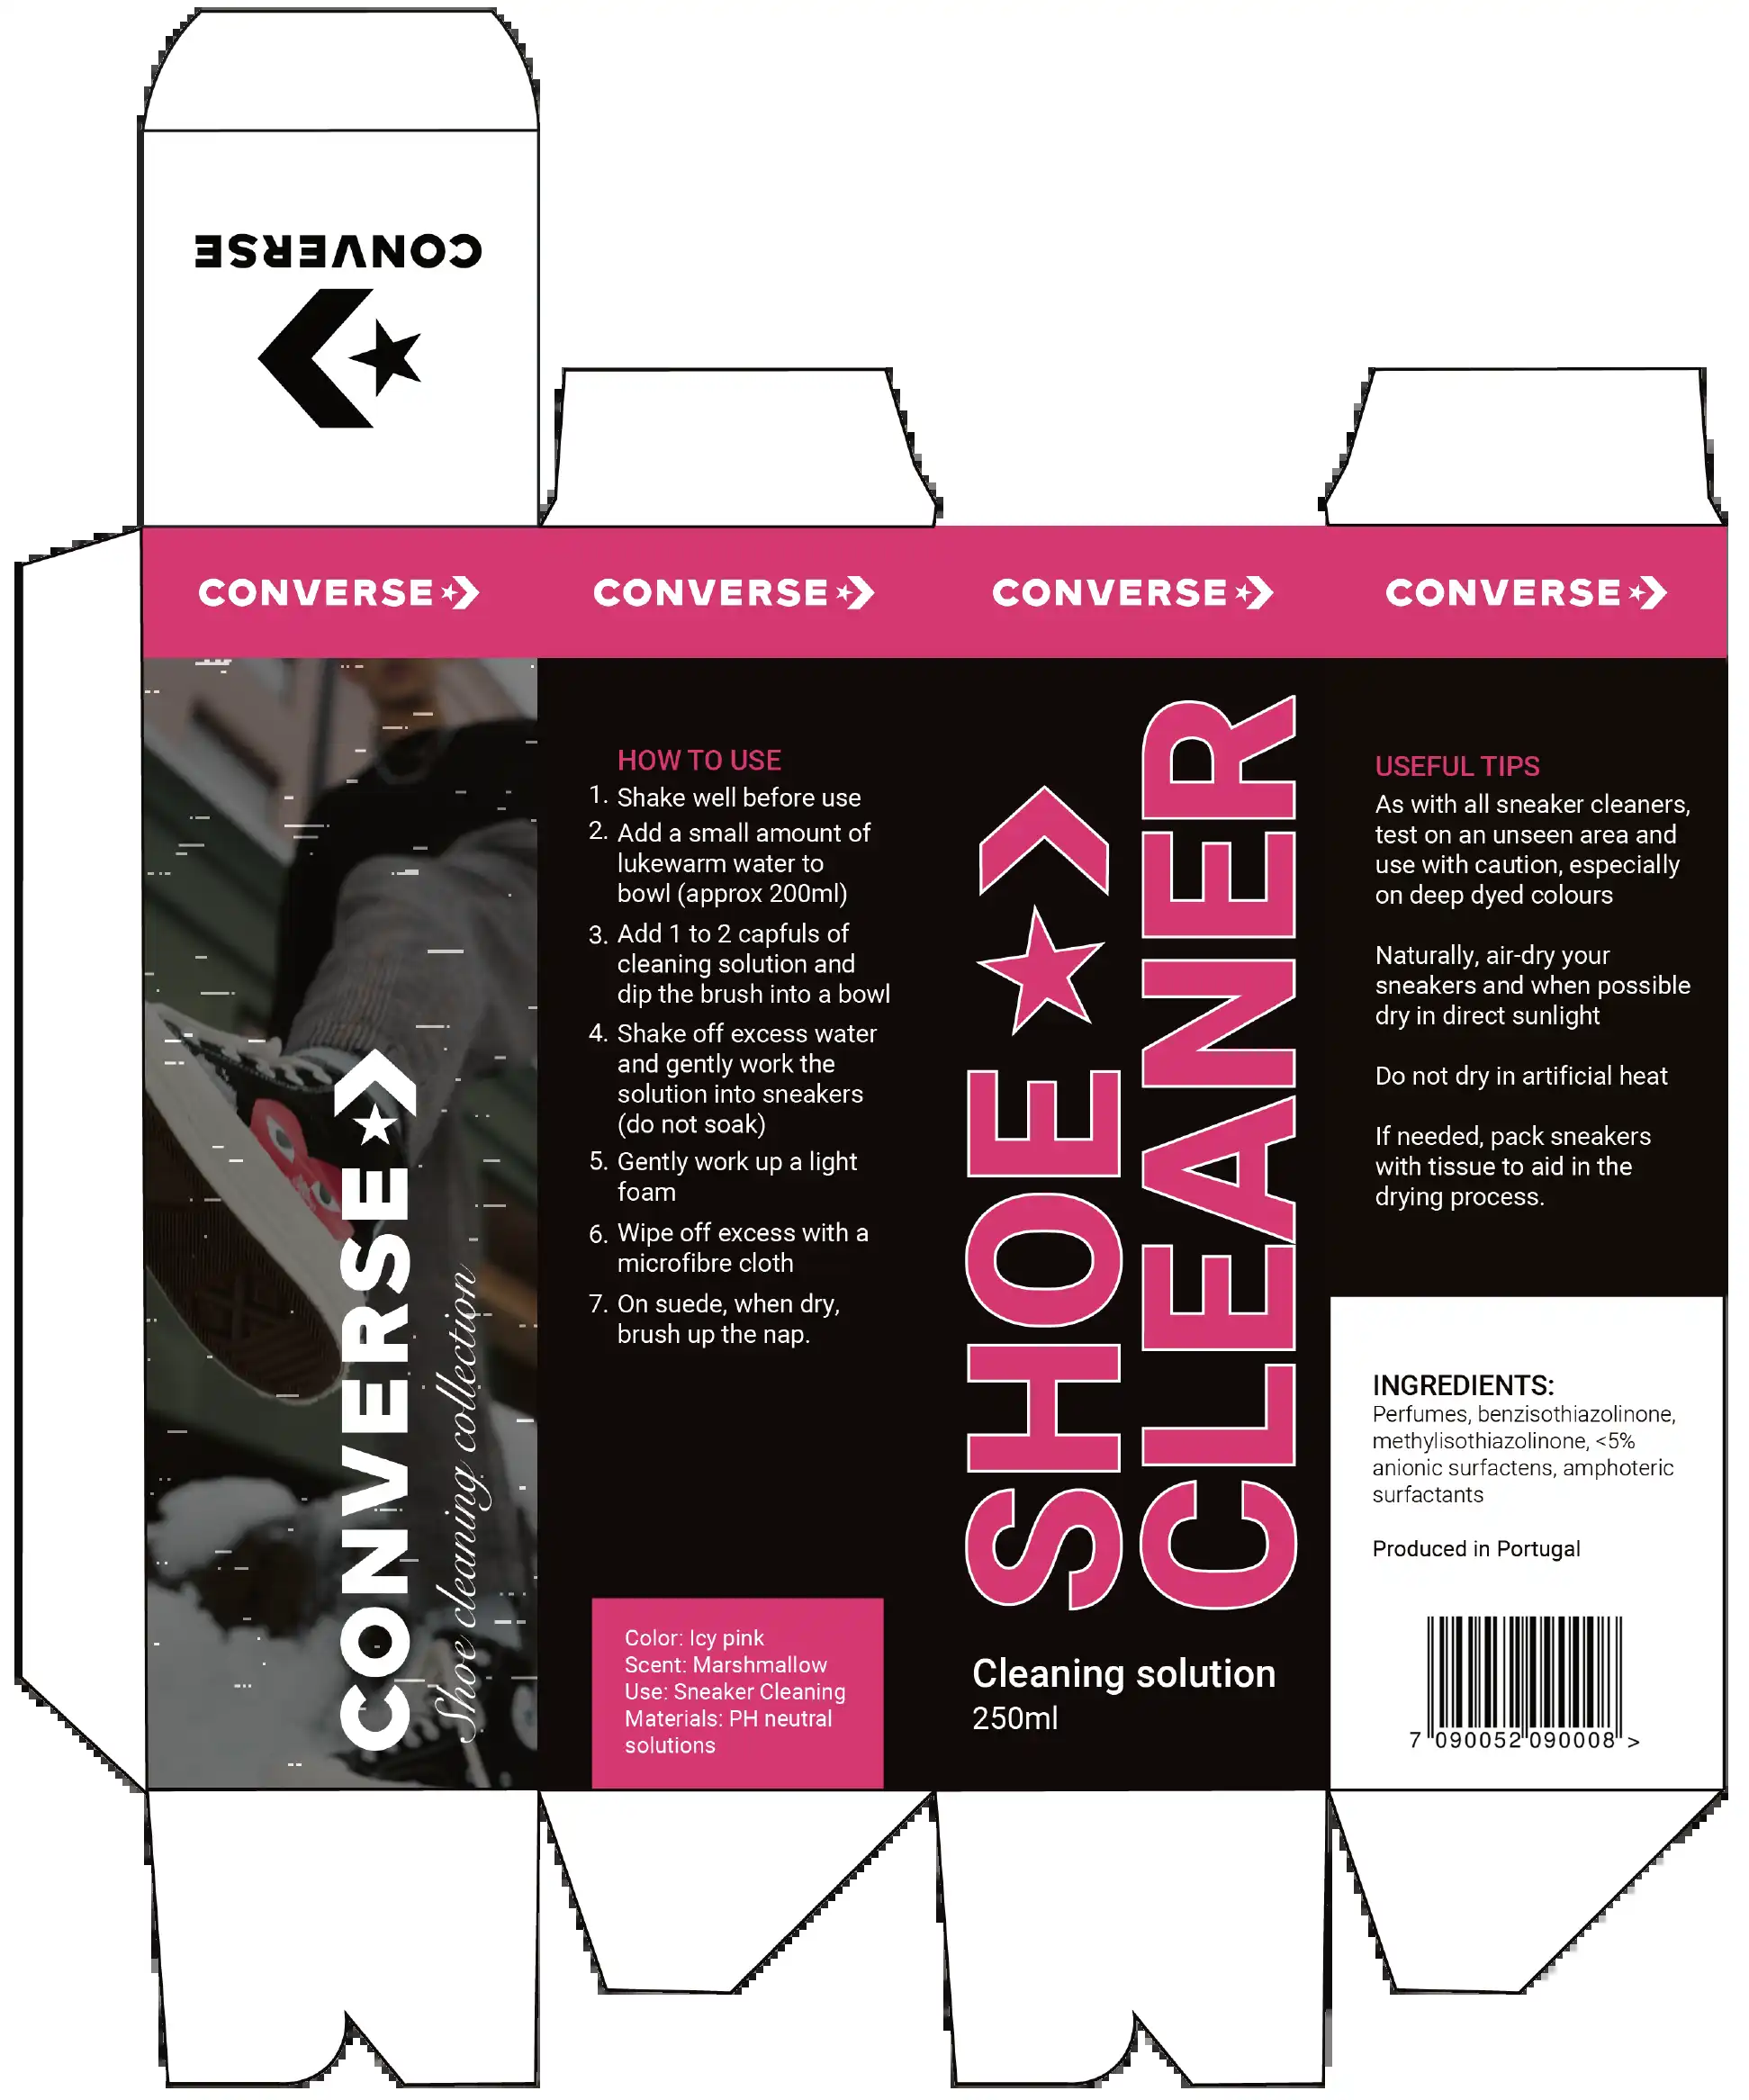 CONVERSE
CONVERSE
CONVERSE
CONVERSE
CONVERSE
CONVERSE
Shoe cleaning collection
HOW TO USE
1. Shake well before use
2. Add a small amount of
lukewarm water to
bowl (approx 200ml)
3. Add 1 to 2 capfuls of
cleaning solution and
dip the brush into a bowl
4. Shake off excess water
and gently work the
solution into sneakers
(do not soak)
5. Gently work up a light
foam
6. Wipe off excess with a
microfibre cloth
7. On suede, when dry,
brush up the nap.
Color: Icy pink
Scent: Marshmallow
Use: Sneaker Cleaning
Materials: PH neutral
solutions
SHOE
CLEANER
Cleaning solution
250ml
USEFUL TIPS
As with all sneaker cleaners,
test on an unseen area and
use with caution, especially
on deep dyed colours
Naturally, air-dry your
sneakers and when possible
dry in direct sunlight
Do not dry in artificial heat
If needed, pack sneakers
with tissue to aid in the
drying process.
INGREDIENTS:
Perfumes, benzisothiazolinone,
methylisothiazolinone, <5%
anionic surfactens, amphoteric
surfactants
Produced in Portugal
7 090052 090008 >